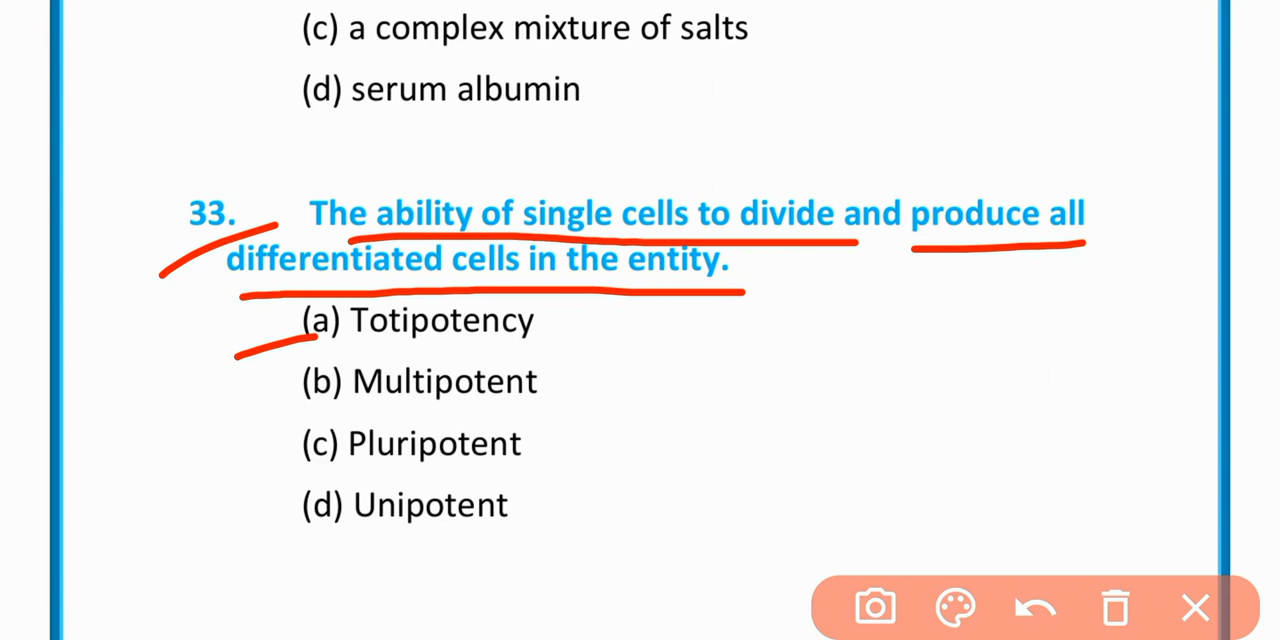 (c) a complex mixture of salts
(d) serum albumin
33. The ability of single cells to divide and produce all
differentiated cells in the entity.
(a) Totipotency
(b) Multipotent
(c) Pluripotent
(d) Unipotent